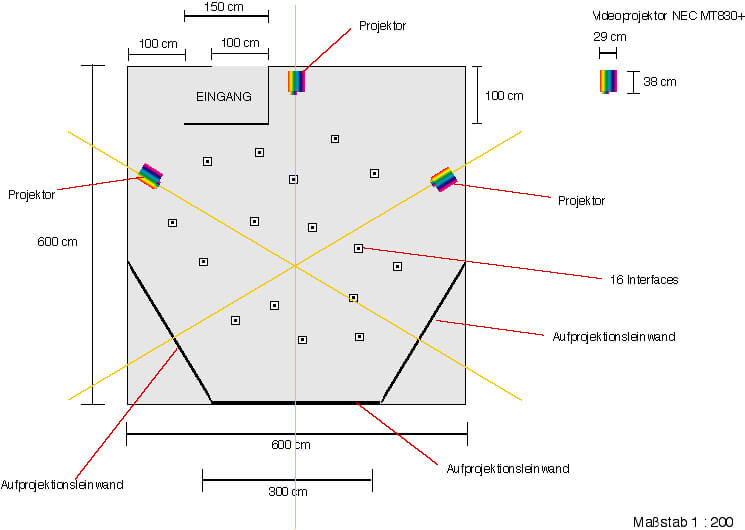 150 cm
Videoprojektor NEC MT830+
Projektor
29 cm
100 cm
100 cm
38 cm
EINGANG
100 cm
Projektor
Projektor
600 cm
16 Interfaces
Aufprojektionsleinwand
600 cm
Aufprojektionsleinwand
Aufprojektionsleinwand
300 cm
Maßstab 1 : 200